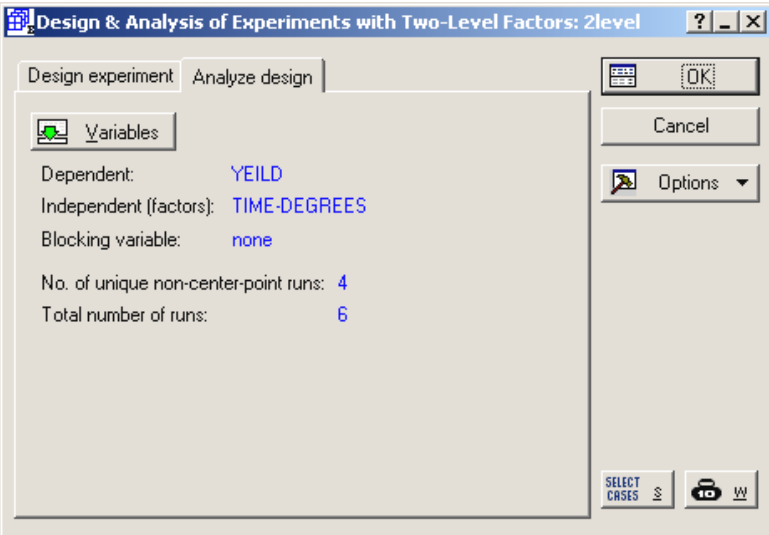 Design & Analysis of Experiments with Two-Level Factors: 2level
Design experiment
Analyze design
OK
Cancel
Options
Variables
Dependent: YEILD
Independent (factors): TIME-DEGREES
Blocking variable: none
No. of unique non-center-point runs: 4
Total number of runs: 6
SELECT
CASES S
10 W